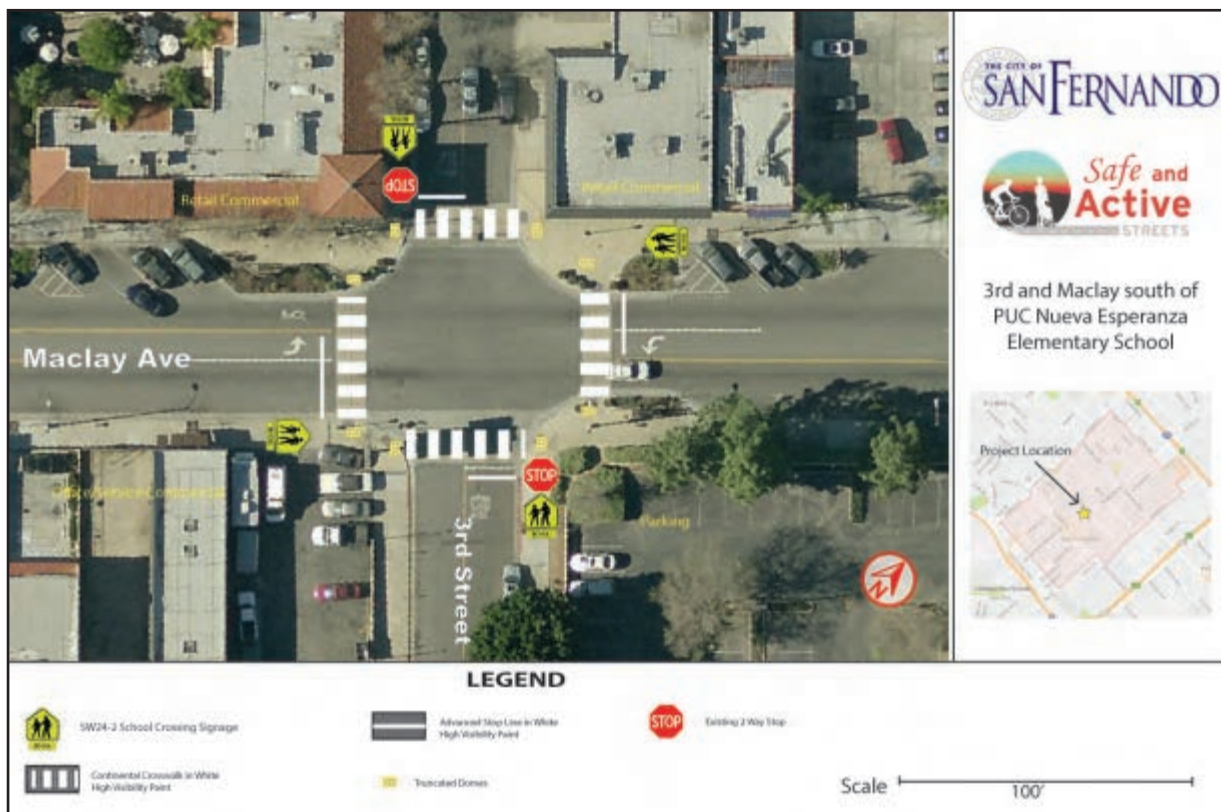 Retail Commercial
Retail Commercial
STOP
Maclay Ave
STOP
3rd Street
Parking
N
THE CITY OF
SAN FERNANDO
Safe and
Active
STREETS
3rd and Maclay south of
PUC Nueva Esperanza
Elementary School
Project Location
LEGEND
SW24-2 School Crossing Signage
Continental Crosswalk in White
High Visibility Paint
Advanced Stop Line in White
High Visibility Paint
Truncated Domes
STOP
Existing 2 Way Stop
Scale
100'